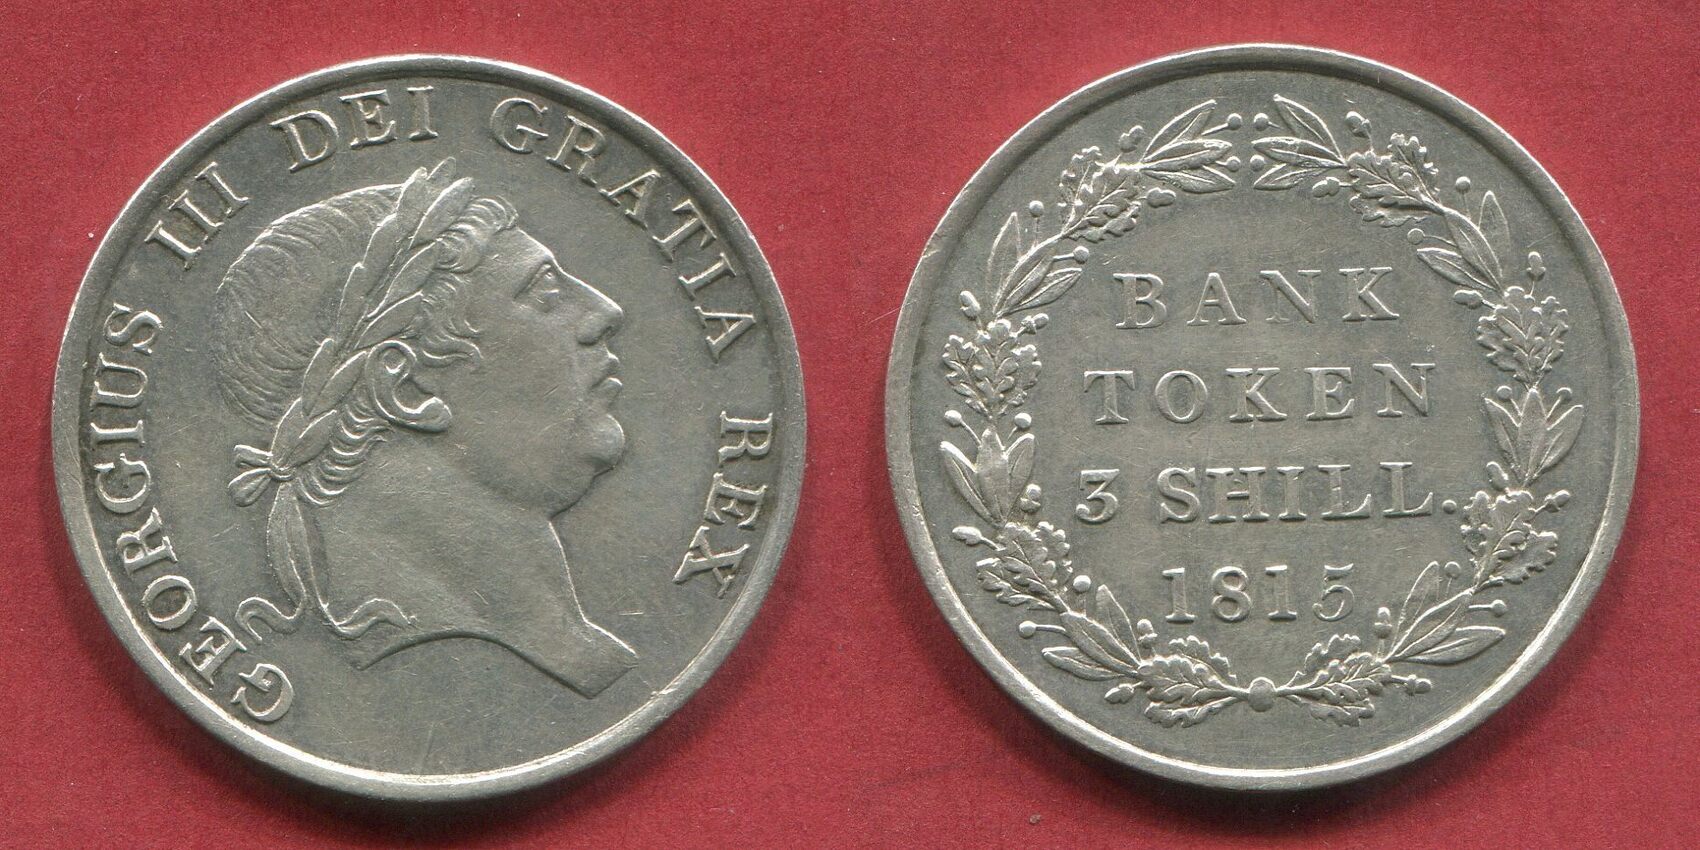 GEORGIUS III DEI GRATIA REX
BANK
TOKEN
3 SHILL.
1815